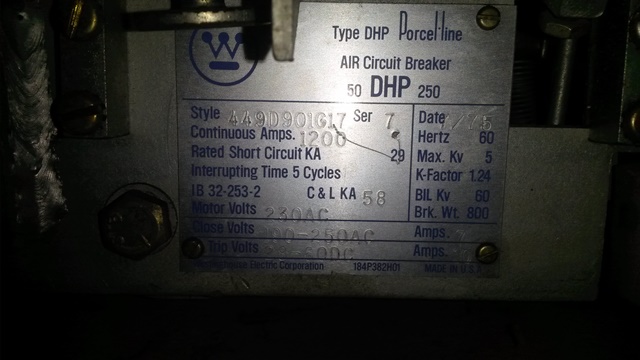 Type DHP Porcel-line
AIR Circuit Breaker
50 DHP 250
Style 449D901G17 Ser 7 Date
Continuous Amps. 1200 Hertz 60
Rated Short Circuit KA 29 Max. Kv 5
Interrupting Time 5 Cycles K-Factor 1.24
IB 32-253-2 C & L KA 58 BIL Kv 60
Motor Volts 230AC Brk. Wt. 800
Close Volts Amps.
Trip Volts Amps.
Electric Corporation 184P382H01 MADE IN U.S.A.